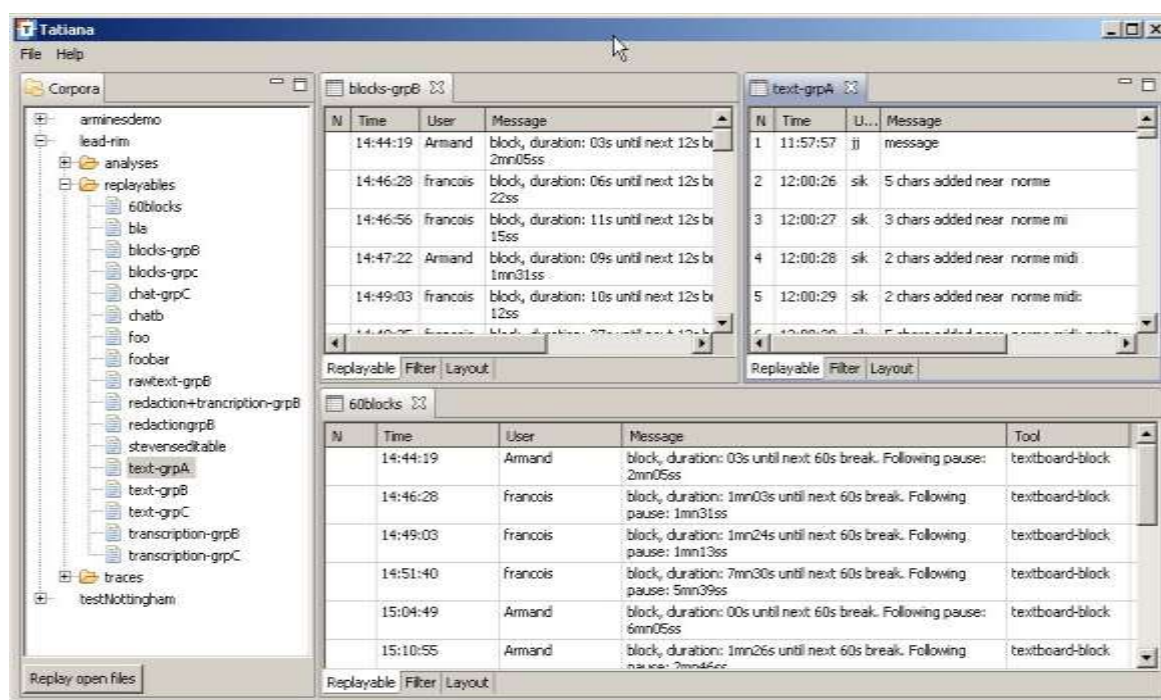 Tatiana
File Help
Corpora
arminesdemo
lead-rim
analyses
replayables
60blocks
bla
blocks-grpB
blocks-grpc
chat-grpC
chatb
foo
foobar
rawtext-grpB
redaction+trancription-grpB
redactiongrpB
stevenseditable
text-grpA
text-grpB
text-grpC
transcription-grpB
transcription-grpC
traces
testNottingham
Replay open files
blocks-grpB
N Time User Message
14:44:19 Armand block, duration: 03s until next 12s
2mn05ss
14:46:28 francois block, duration: 06s until next 12s
22ss
14:46:56 francois block, duration: 11s until next 12s
15ss
14:47:22 Armand block, duration: 09s until next 12s
1mn31ss
14:49:03 francois block, duration: 10s until next 12s
12ss
Replayable Filter Layout
text-grpA
N Time U... Message
1 11:57:57 jj message
2 12:00:26 sik 5 chars added near norme
3 12:00:27 sik 3 chars added near norme mi
4 12:00:28 sik 2 chars added near norme midi
5 12:00:29 sik 2 chars added near norme midi:
Replayable Filter Layout
60blocks
N Time User Message Tool
14:44:19 Armand block, duration: 03s until next 60s break. Following pause: textboard-block
2mn05ss
14:46:28 francois block, duration: 1mn03s until next 60s break. Following textboard-block
pause: 1mn31ss
14:49:03 francois block, duration: 1mn24s until next 60s break. Following textboard-block
pause: 1mn13ss
14:51:40 francois block, duration: 7mn30s until next 60s break. Following textboard-block
pause: 5mn39ss
15:04:49 Armand block, duration: 00s until next 60s break. Following pause: textboard-block
6mn05ss
15:10:55 Armand block, duration: 1mn26s until next 60s break. Following textboard-block
Replayable Filter Layout